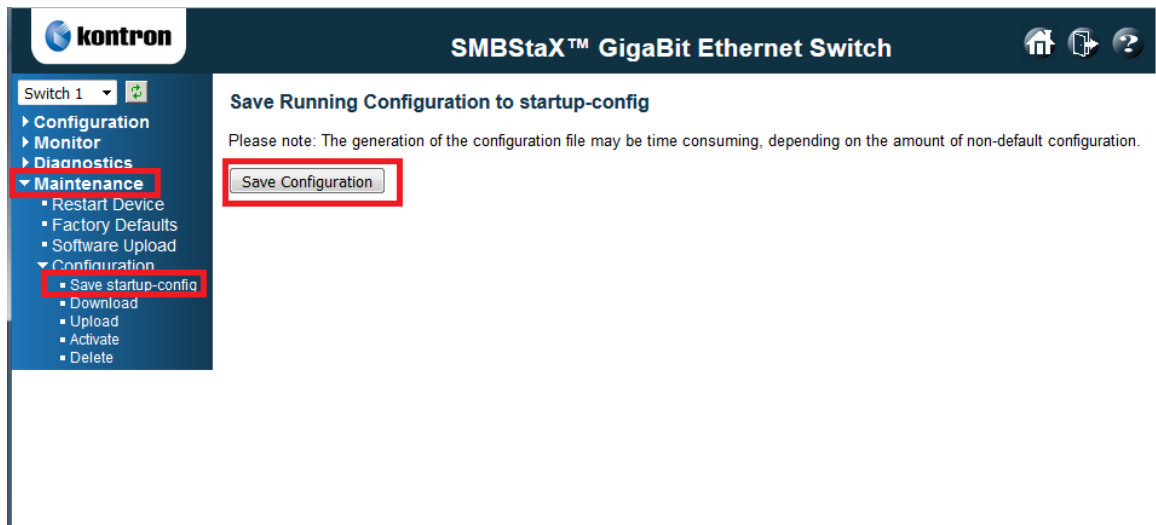 kontron
SMBStaX™ GigaBit Ethernet Switch
Switch 1
Configuration
Monitor
Diagnostics
Maintenance
Restart Device
Factory Defaults
Software Upload
Configuration
Save startup-config
Download
Upload
Activate
Delete
Save Running Configuration to startup-config
Please note: The generation of the configuration file may be time consuming, depending on the amount of non-default configuration.
Save Configuration